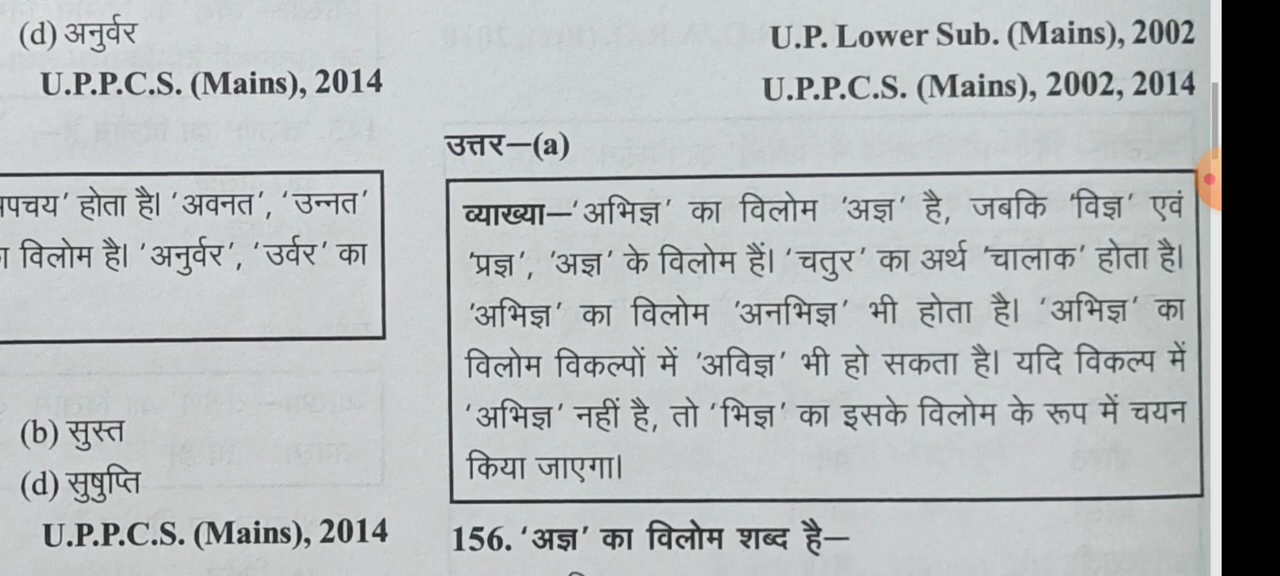 (d) अनुर्वर
U.P.P.C.S. (Mains), 2014
पचय' होता है। 'अवनत', 'उन्नत'
विलोम है। 'अनुर्वर', 'उर्वर' का
(b) सुस्त
(d) सुषुप्ति
U.P.P.C.S. (Mains), 2014
U.P. Lower Sub. (Mains), 2002
U.P.P.C.S. (Mains), 2002, 2014
उत्तर—(a)
व्याख्या—'अभिज्ञ' का विलोम 'अज्ञ' है, जबकि 'विज्ञ' एवं
'प्रज्ञ', 'अज्ञ' के विलोम हैं। 'चतुर' का अर्थ 'चालाक' होता है।
'अभिज्ञ' का विलोम 'अनभिज्ञ' भी होता है। 'अभिज्ञ' का
विलोम विकल्पों में 'अविज्ञ' भी हो सकता है। यदि विकल्प में
'अभिज्ञ' नहीं है, तो 'भिज्ञ' का इसके विलोम के रूप में चयन
किया जाएगा।
156. 'अज्ञ' का विलोम शब्द है—